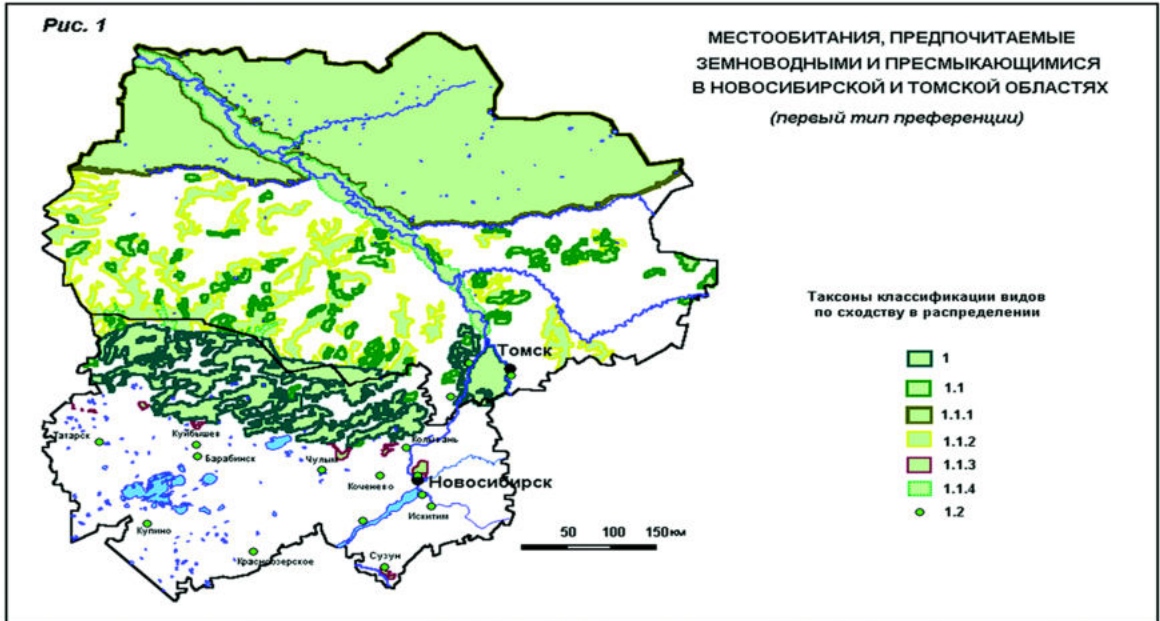 Рис. 1
МЕСТООБИТАНИЯ, ПРЕДПОЧИТАЕМЫЕ
ЗЕМНОВОДНЫМИ И ПРЕСМЫКАЮЩИМИСЯ
В НОВОСИБИРСКОЙ И ТОМСКОЙ ОБЛАСТЯХ
(первый тип преференции)
Таксоны классификации видов
по сходству в распределении
1
1.1
1.1.1
1.1.2
1.1.3
1.1.4
1.2
Томск
Татарск
Куйбышев
Колывань
Барабинск
Чулым
Коченево
Новосибирск
Искитим
Купино
Краснозерское
Сузун
50 100 150км